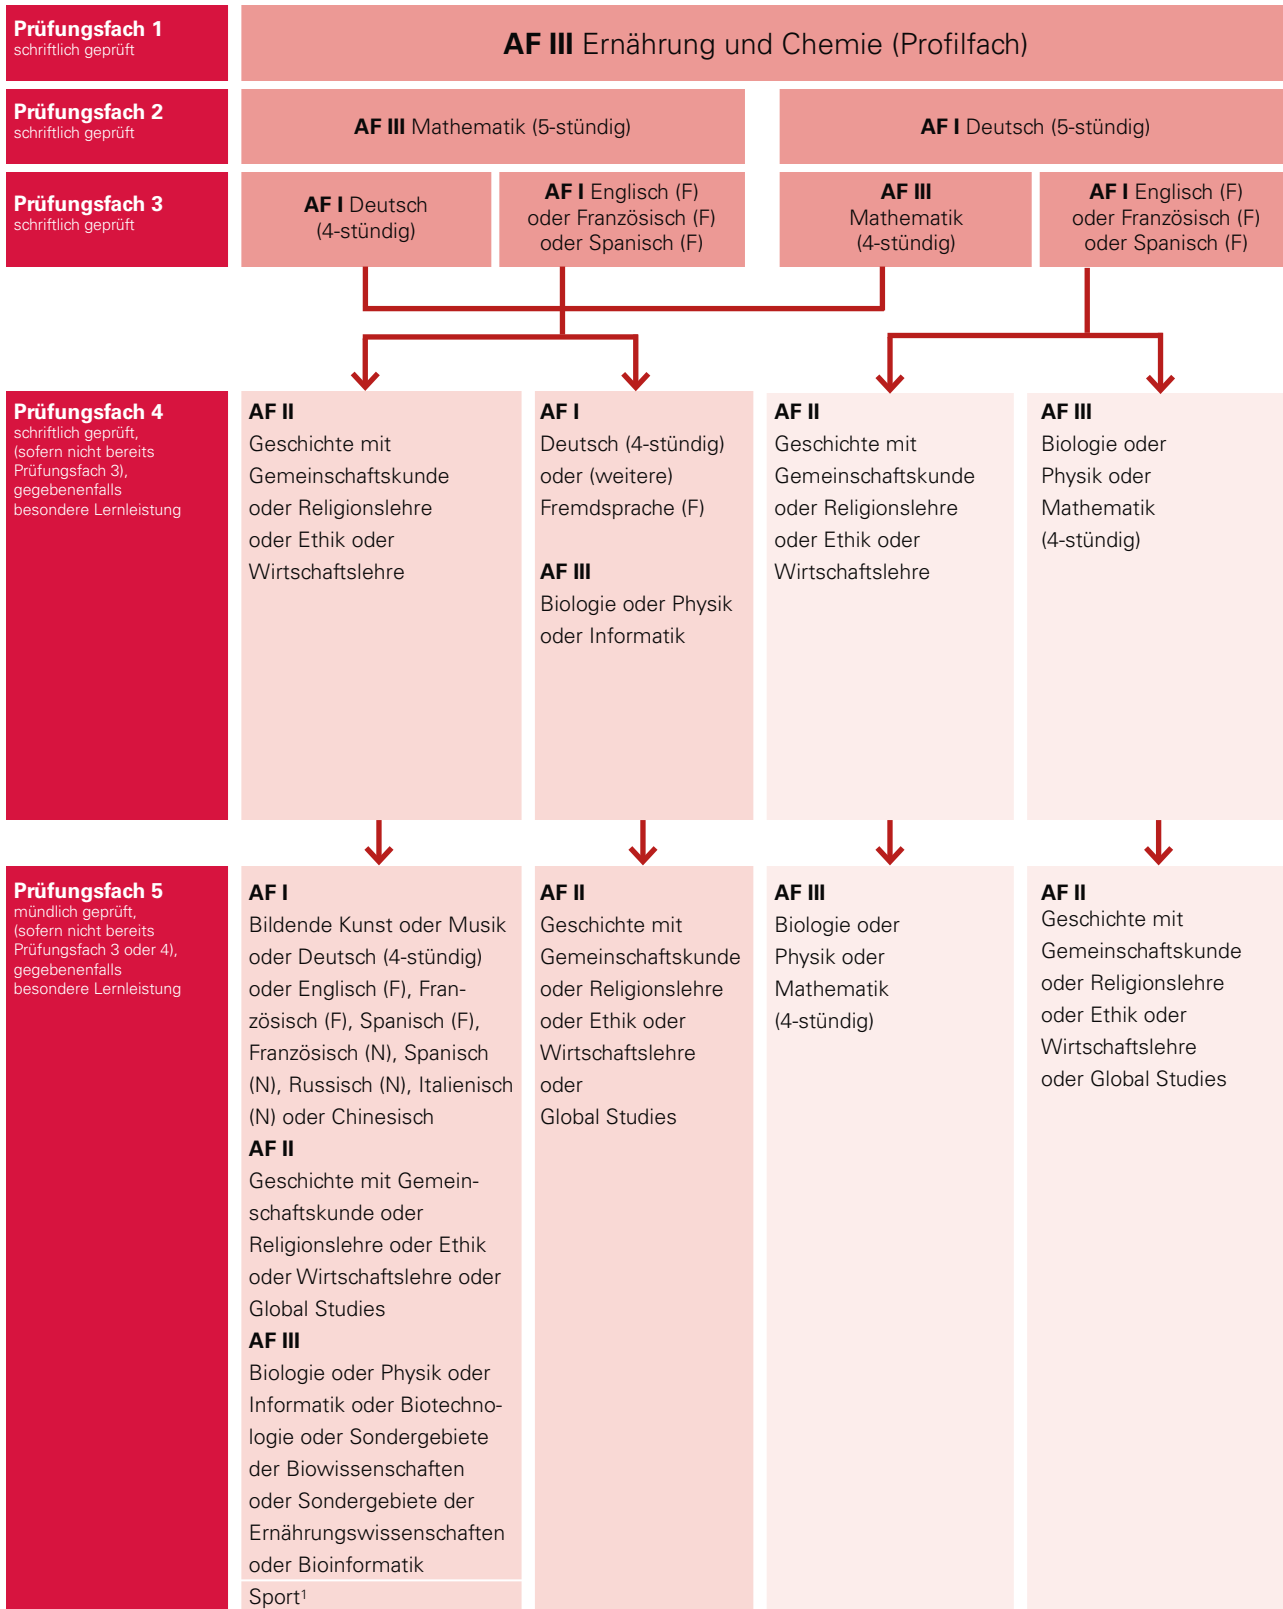 Prüfungsfach 1
schriftlich geprüft
AF III Ernährung und Chemie (Profilfach)
Prüfungsfach 2
schriftlich geprüft
AF III Mathematik (5-stündig)
AF I Deutsch (5-stündig)
Prüfungsfach 3
schriftlich geprüft
AF I Deutsch
(4-stündig)
AF I Englisch (F)
oder Französisch (F)
oder Spanisch (F)
AF III
Mathematik
(4-stündig)
AF I Englisch (F)
oder Französisch (F)
oder Spanisch (F)
Prüfungsfach 4
schriftlich geprüft,
(sofern nicht bereits
Prüfungsfach 3),
gegebenenfalls
besondere Lernleistung
AF II
Geschichte mit
Gemeinschaftskunde
oder Religionslehre
oder Ethik oder
Wirtschaftslehre
AF I
Deutsch (4-stündig)
oder (weitere)
Fremdsprache (F)
AF III
Biologie oder Physik
oder Informatik
AF II
Geschichte mit
Gemeinschaftskunde
oder Religionslehre
oder Ethik oder
Wirtschaftslehre
AF III
Biologie oder
Physik oder
Mathematik
(4-stündig)
Prüfungsfach 5
mündlich geprüft,
(sofern nicht bereits
Prüfungsfach 3 oder 4),
gegebenenfalls
besondere Lernleistung
AF I
Bildende Kunst oder Musik
oder Deutsch (4-stündig)
oder Englisch (F), Fran-
zösisch (F), Spanisch (F),
Französisch (N), Spanisch
(N), Russisch (N), Italienisch
(N) oder Chinesisch
AF II
Geschichte mit Gemein-
schaftskunde oder
Religionslehre oder Ethik
oder Wirtschaftslehre oder
Global Studies
AF III
Biologie oder Physik oder
Informatik oder Biotechno-
logie oder Sondergebiete
der Biowissenschaften
oder Sondergebiete der
Ernährungswissenschaften
oder Bioinformatik
Sport¹
AF II
Geschichte mit
Gemeinschaftskunde
oder Religionslehre
oder Ethik oder
Wirtschaftslehre
oder
Global Studies
AF III
Biologie oder
Physik oder
Mathematik
(4-stündig)
AF II
Geschichte mit
Gemeinschaftskunde
oder Religionslehre
oder Ethik oder
Wirtschaftslehre
oder Global Studies